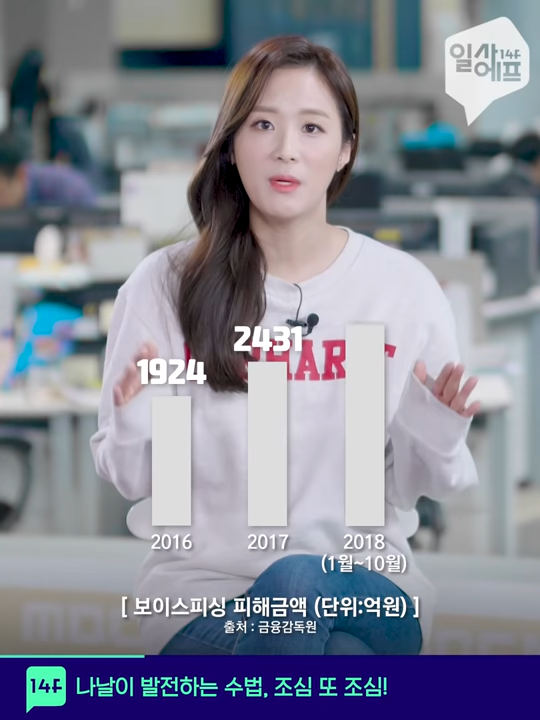 일사 14F
에프
2431
1924
2016 2017 2018
(1월~10월)
[ 보이스피싱 피해금액 (단위:억원) ]
출처 : 금융감독원
14F 나날이 발전하는 수법, 조심 또 조심!